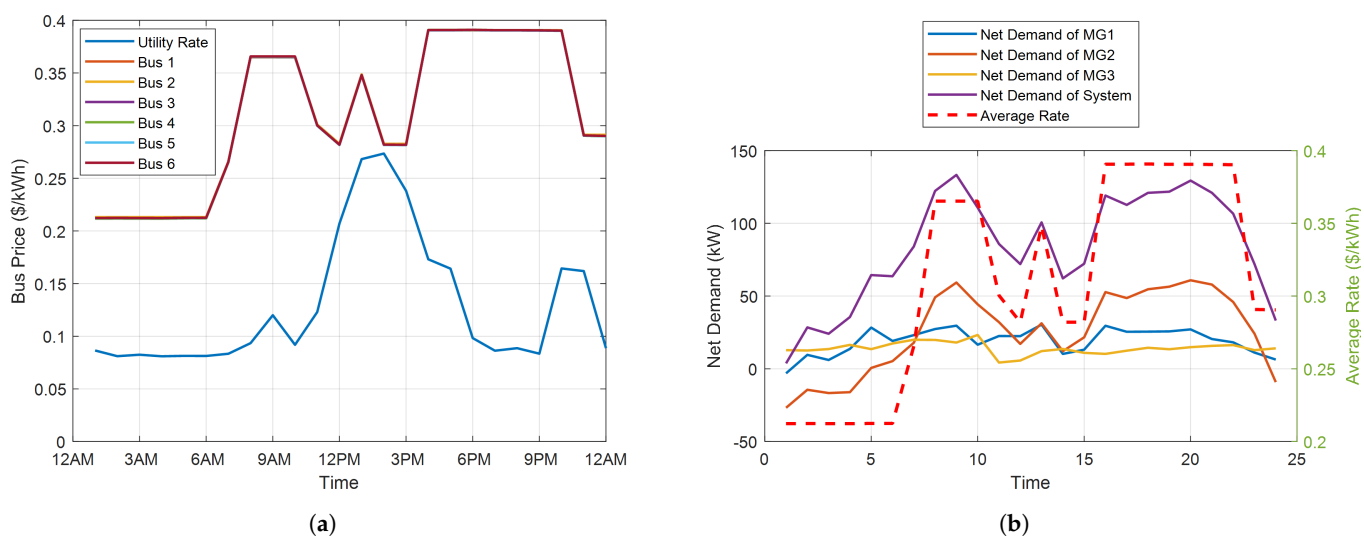 0.4
0.35
0.3
0.25
0.2
0.15
0.1
0.05
0
Bus Price ($/kWh)
Utility Rate
Bus 1
Bus 2
Bus 3
Bus 4
Bus 5
Bus 6
12AM 3AM 6AM 9AM 12PM 3PM 6PM 9PM 12AM
Time
(a)
Net Demand of MG1
Net Demand of MG2
Net Demand of MG3
Net Demand of System
Average Rate
150
100
50
0
-50
Net Demand (kW)
0.4
0.35
0.3
0.25
0.2
Average Rate ($/kWh)
0 5 10 15 20 25
Time
(b)